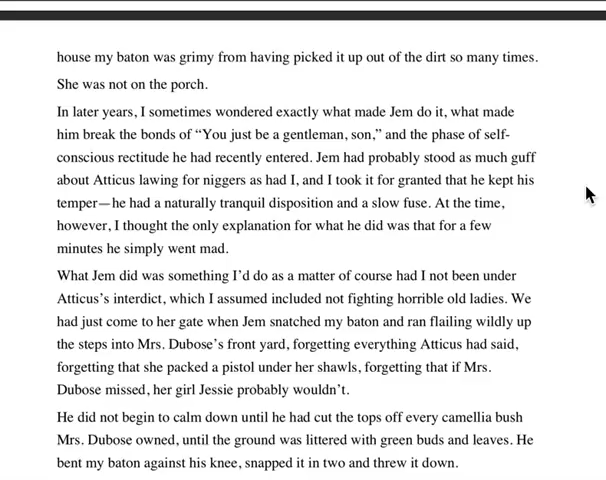 house my baton was grimy from having picked it up out of the dirt so many times.
She was not on the porch.
In later years, I sometimes wondered exactly what made Jem do it, what made
him break the bonds of “You just be a gentleman, son,” and the phase of self-
conscious rectitude he had recently entered. Jem had probably stood as much guff
about Atticus lawing for niggers as had I, and I took it for granted that he kept his
temper—he had a naturally tranquil disposition and a slow fuse. At the time,
however, I thought the only explanation for what he did was that for a few
minutes he simply went mad.
What Jem did was something I’d do as a matter of course had I not been under
Atticus’s interdict, which I assumed included not fighting horrible old ladies. We
had just come to her gate when Jem snatched my baton and ran flailing wildly up
the steps into Mrs. Dubose’s front yard, forgetting everything Atticus had said,
forgetting that she packed a pistol under her shawls, forgetting that if Mrs.
Dubose missed, her girl Jessie probably wouldn’t.
He did not begin to calm down until he had cut the tops off every camellia bush
Mrs. Dubose owned, until the ground was littered with green buds and leaves. He
bent my baton against his knee, snapped it in two and threw it down.